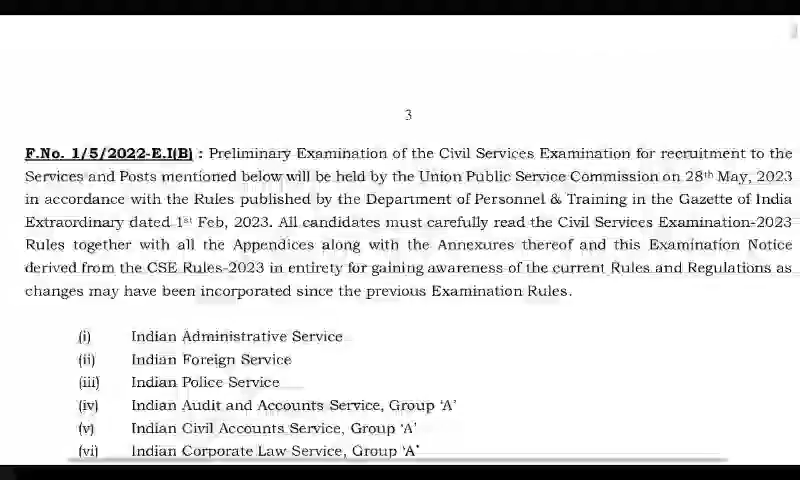 3
F.No. 1/5/2022-E.I(B) : Preliminary Examination of the Civil Services Examination for recruitment to the
Services and Posts mentioned below will be held by the Union Public Service Commission on 28th May, 2023
in accordance with the Rules published by the Department of Personnel & Training in the Gazette of India
Extraordinary dated 1st Feb, 2023. All candidates must carefully read the Civil Services Examination-2023
Rules together with all the Appendices along with the Annexures thereof and this Examination Notice
derived from the CSE Rules-2023 in entirety for gaining awareness of the current Rules and Regulations as
changes may have been incorporated since the previous Examination Rules.
(i) Indian Administrative Service
(ii) Indian Foreign Service
(iii) Indian Police Service
(iv) Indian Audit and Accounts Service, Group ‘A’
(v) Indian Civil Accounts Service, Group ‘A’
(vi) Indian Corporate Law Service, Group ‘A’